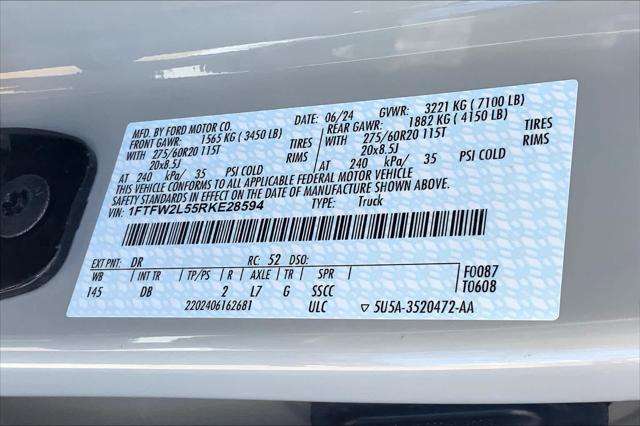 MFD. BY FORD MOTOR CO. DATE: 06/24 GVWR: 3221 KG ( 7100 LB)
FRONT GAWR: 1565 KG ( 3450 LB) REAR GAWR: 1882 KG ( 4150 LB)
WITH 275/60R20 115T TIRES WITH 275/60R20 115T TIRES
20x8.5J RIMS 20x8.5J RIMS
AT 240 kPa/ 35 PSI COLD AT 240 kPa/ 35 PSI COLD
THIS VEHICLE CONFORMS TO ALL APPLICABLE FEDERAL MOTOR VEHICLE
SAFETY STANDARDS IN EFFECT ON THE DATE OF MANUFACTURE SHOWN ABOVE.
VIN: 1FTFW2L55RKE28594 TYPE: Truck
EXT PNT: DR RC: 52 DSO: F0087
WB INT TR TP/PS R AXLE TR SPR T0608
145 DB 2 L7 G SSCC
2202406162681 ULC ▽ 5U5A-3520472-AA